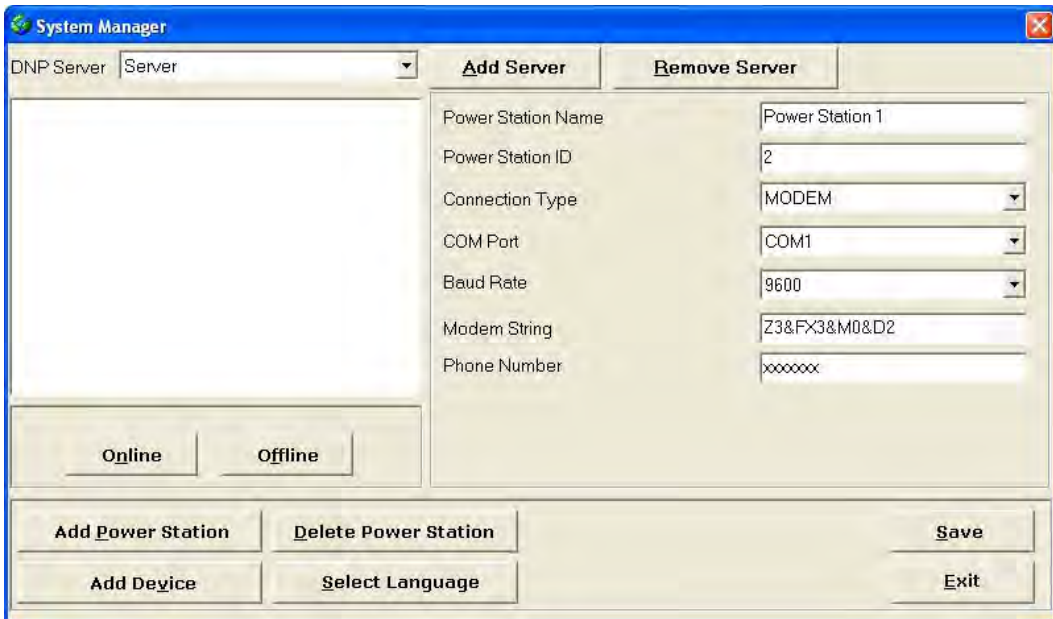 System Manager
DNP Server Server Add Server Remove Server
Power Station Name Power Station 1
Power Station ID 2
Connection Type MODEM
COM Port COM1
Baud Rate 9600
Modem String Z3&FX3&M0&D2
Phone Number xxxxxxx
Online Offline
Add Power Station Delete Power Station Save
Add Device Select Language Exit